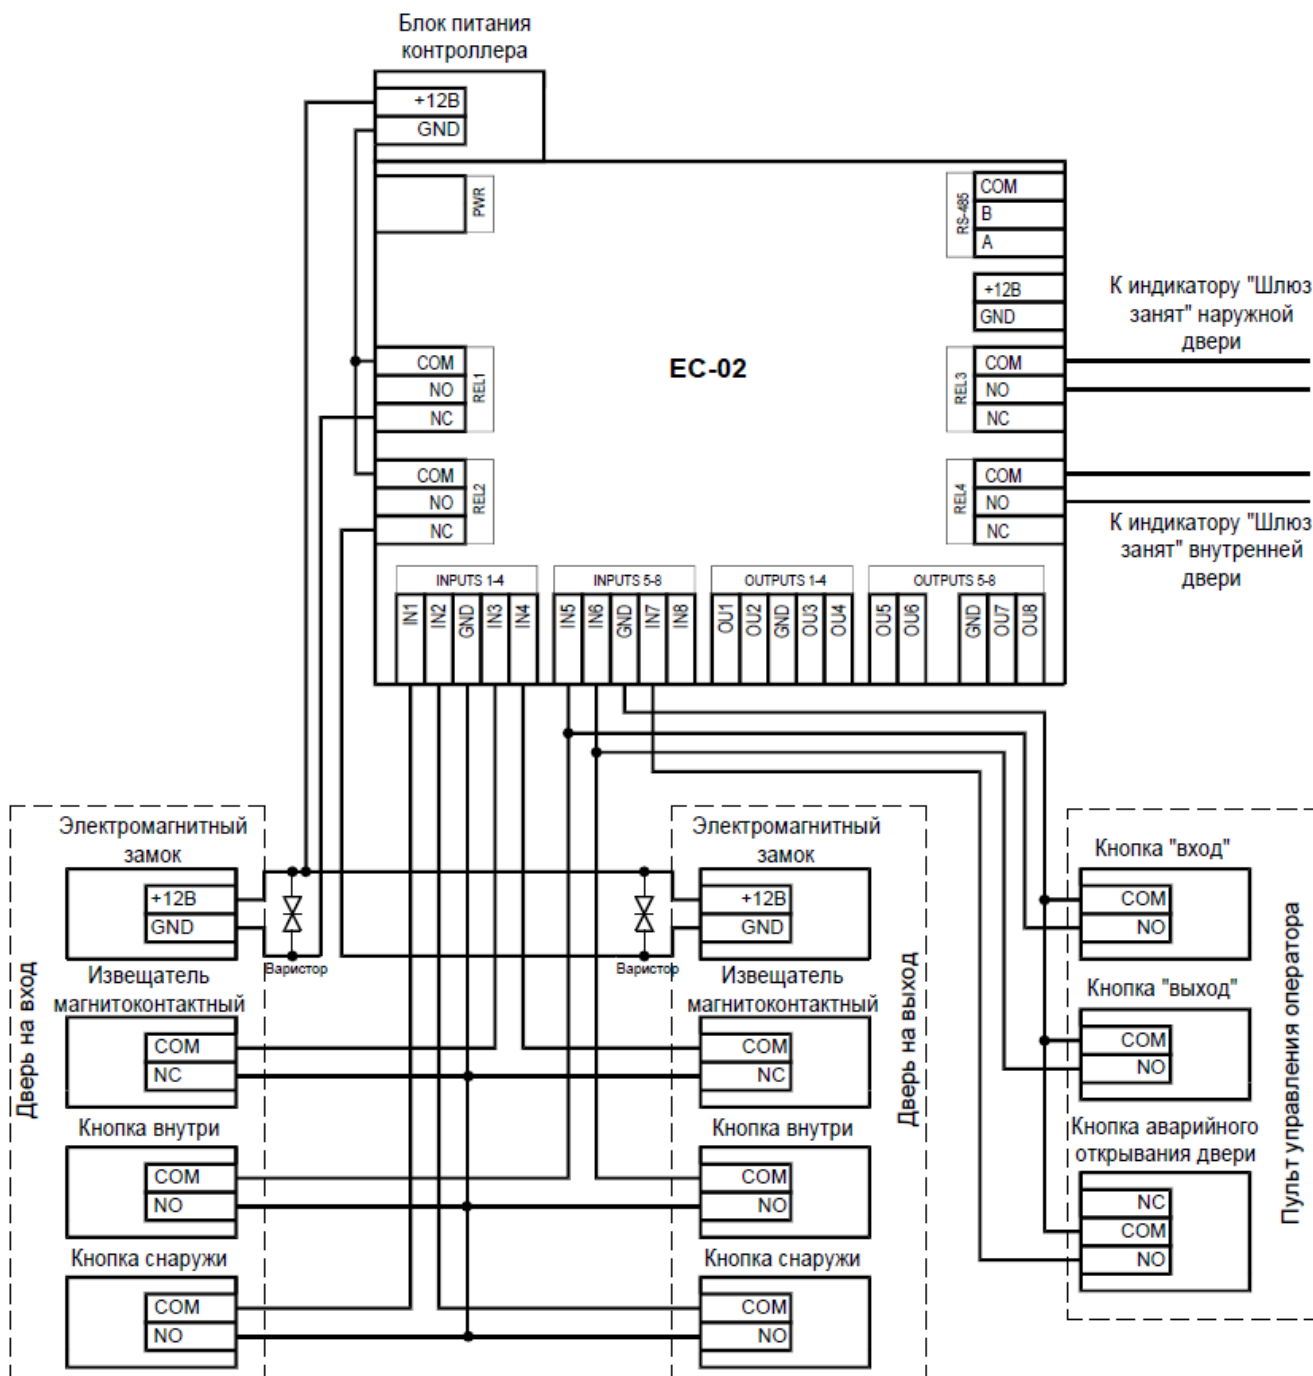 Блок питания
контроллера
+12В
GND
PWR
COM
B
A
RS-485
+12В
GND
К индикатору "Шлюз
занят" наружной
двери
COM
NO
NC
REL1
EC-02
COM
NO
NC
REL3
COM
NO
NC
REL2
COM
NO
NC
REL4
К индикатору "Шлюз
занят" внутренней
двери
INPUTS 1-4
INPUTS 5-8
OUTPUTS 1-4
OUTPUTS 5-8
IN1
IN2
GND
IN3
IN4
IN5
IN6
GND
IN7
IN8
OU1
OU2
GND
OU3
OU4
OU5
OU6
GND
OU7
OU8
Дверь на вход
Электромагнитный
замок
+12В
GND
Варистор
Извещатель
магнитоконтактный
COM
NC
Кнопка внутри
COM
NO
Кнопка снаружи
COM
NO
Дверь на выход
Электромагнитный
замок
+12В
GND
Варистор
Извещатель
магнитоконтактный
COM
NC
Кнопка внутри
COM
NO
Кнопка снаружи
COM
NO
Пульт управления оператора
Кнопка "вход"
COM
NO
Кнопка "выход"
COM
NO
Кнопка аварийного
открывания двери
NC
COM
NO